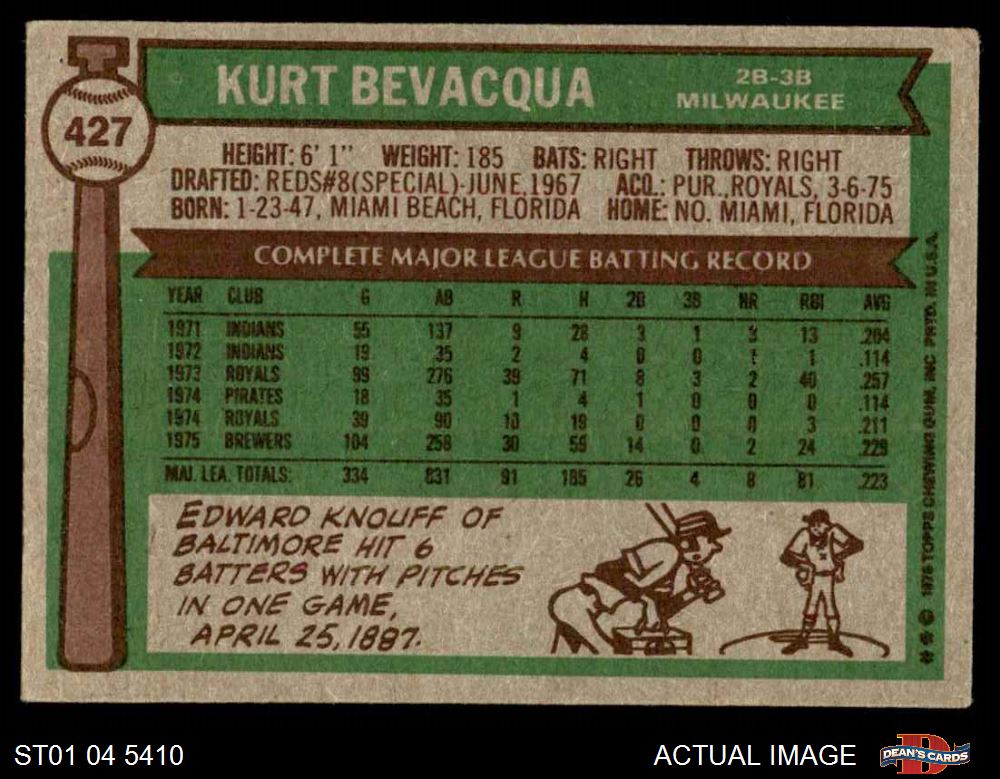 427
KURT BEVACQUA
2B-3B
MILWAUKEE
HEIGHT: 6' 1" WEIGHT: 185 BATS: RIGHT THROWS: RIGHT
DRAFTED: REDS#8(SPECIAL)-JUNE,1967 ACQ.: PUR.,ROYALS, 3-6-75
BORN: 1-23-47, MIAMI BEACH, FLORIDA HOME: NO. MIAMI, FLORIDA
COMPLETE MAJOR LEAGUE BATTING RECORD
YEAR CLUB G AB R H 2B 3B HR RBI AVG
1971 INDIANS 55 137 9 28 3 1 3 13 .204
1972 INDIANS 19 35 2 4 0 0 1 1 .114
1973 ROYALS 99 276 39 71 8 3 2 40 .257
1974 PIRATES 18 35 1 4 1 0 0 0 .114
1974 ROYALS 39 90 10 19 0 0 0 3 .211
1975 BREWERS 104 258 30 59 14 0 2 24 .229
MAJ. LEA. TOTALS: 334 831 91 185 26 4 8 81 .223
EDWARD KNOUFF OF
BALTIMORE HIT 6
BATTERS WITH PITCHES
IN ONE GAME,
APRIL 25, 1887.
** © 1976 TOPPS CHEWING GUM, INC PRTD. IN U.S.A.
ST01 04 5410
ACTUAL IMAGE
DEAN'S CARDS